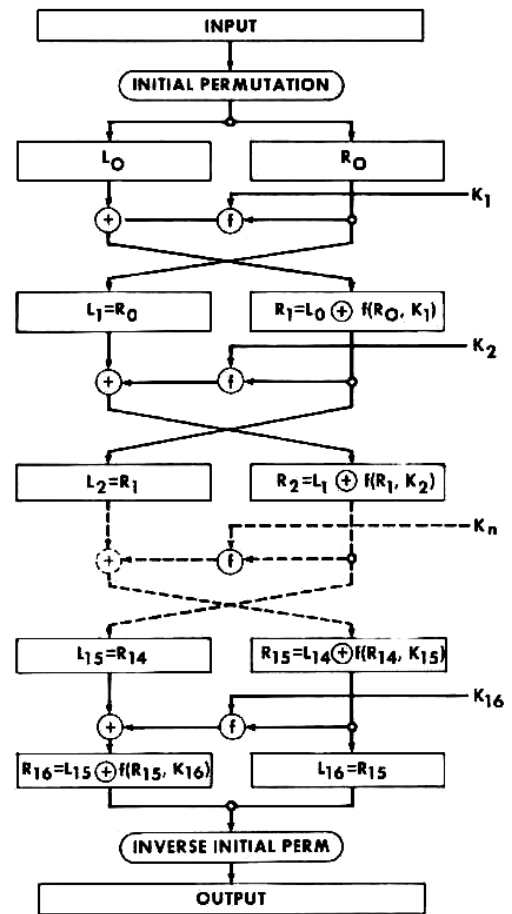 INPUT
INITIAL PERMUTATION
L₀
R₀
K₁
+
f
L₁=R₀
R₁=L₀ ⊕ f(R₀, K₁)
K₂
+
f
L₂=R₁
R₂=L₁ ⊕ f(R₁, K₂)
Kₙ
+
f
L₁₅=R₁₄
R₁₅=L₁₄ ⊕ f(R₁₄, K₁₅)
K₁₆
+
f
R₁₆=L₁₅ ⊕ f(R₁₅, K₁₆)
L₁₆=R₁₅
INVERSE INITIAL PERM
OUTPUT